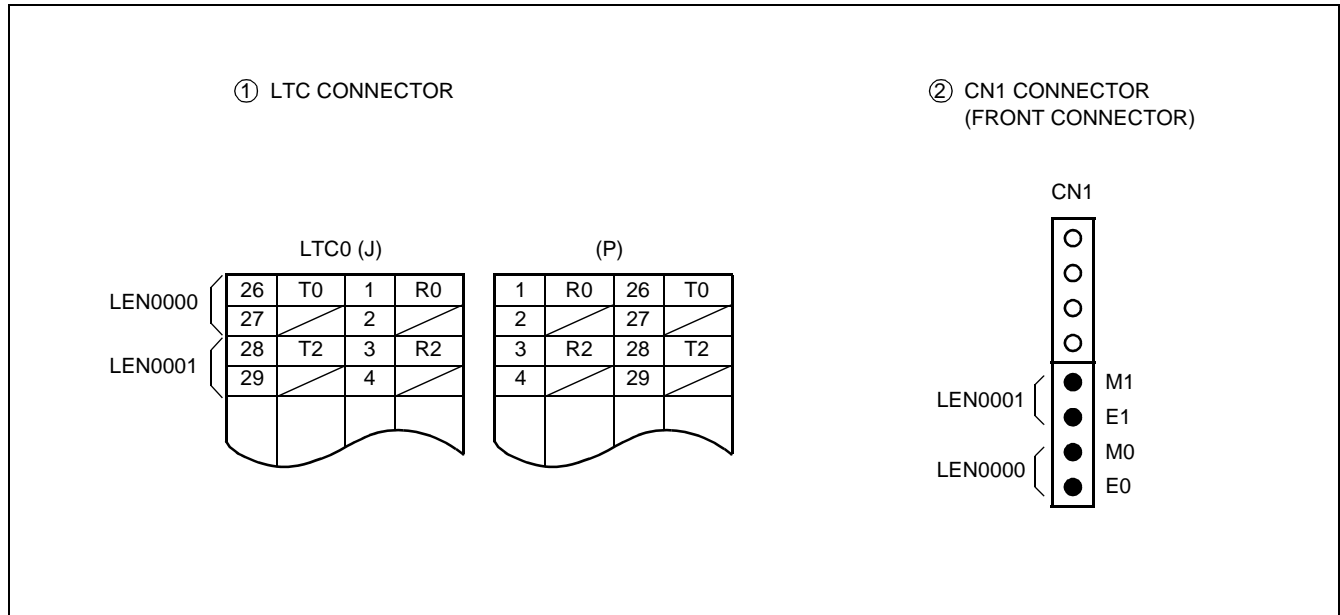 ① LTC CONNECTOR
② CN1 CONNECTOR
(FRONT CONNECTOR)
LTC0 (J)
(P)
LEN0000
LEN0001
26 T0 1 R0
27 2
28 T2 3 R2
29 4
1 R0 26 T0
2 27
3 R2 28 T2
4 29
CN1
LEN0001
M1
E1
LEN0000
M0
E0